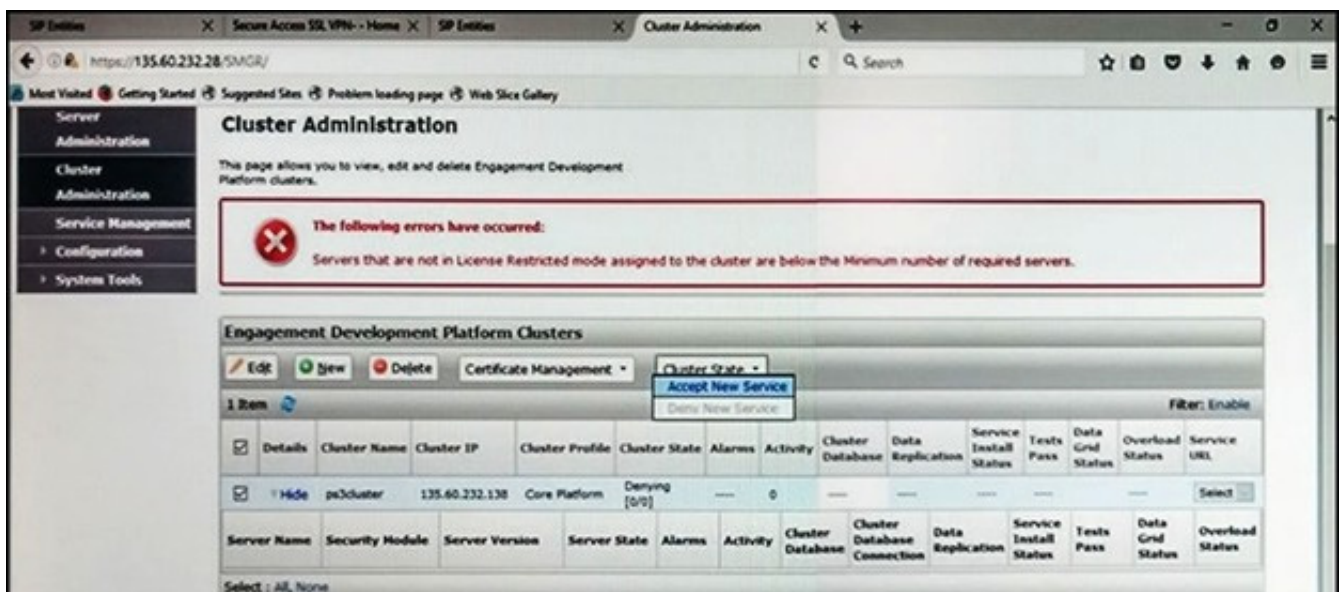 SIP Entities
Secure Access SSL VPN- - Home
SIP Entities
Cluster Administration
https://135.60.232.28/SMGR/
Search
Most Visited Getting Started Suggested Sites Problem loading page Web Slice Gallery
Server
Administration
Cluster
Administration
Service Management
Configuration
System Tools
Cluster Administration
This page allows you to view, edit and delete Engagement Development
Platform clusters.
The following errors have occurred:
Servers that are not in License Restricted mode assigned to the cluster are below the Minimum number of required servers.
Engagement Development Platform Clusters
Edit New Delete Certificate Management Cluster State
Accept New Service
Deny New Service
1 Item
Filter: Enable
Details Cluster Name Cluster IP Cluster Profile Cluster State Alarms Activity Cluster Database Data Replication Service Install Status Tests Pass Data Grid Status Overload Status Service URL
Hide ps3cluster 135.60.232.138 Core Platform Denying [0/0] ---- 0 ---- ---- ---- ---- ---- Select
Server Name Security Module Server Version Server State Alarms Activity Cluster Database Cluster Database Connection Data Replication Service Install Status Tests Pass Data Grid Status Overload Status
Select : All, None